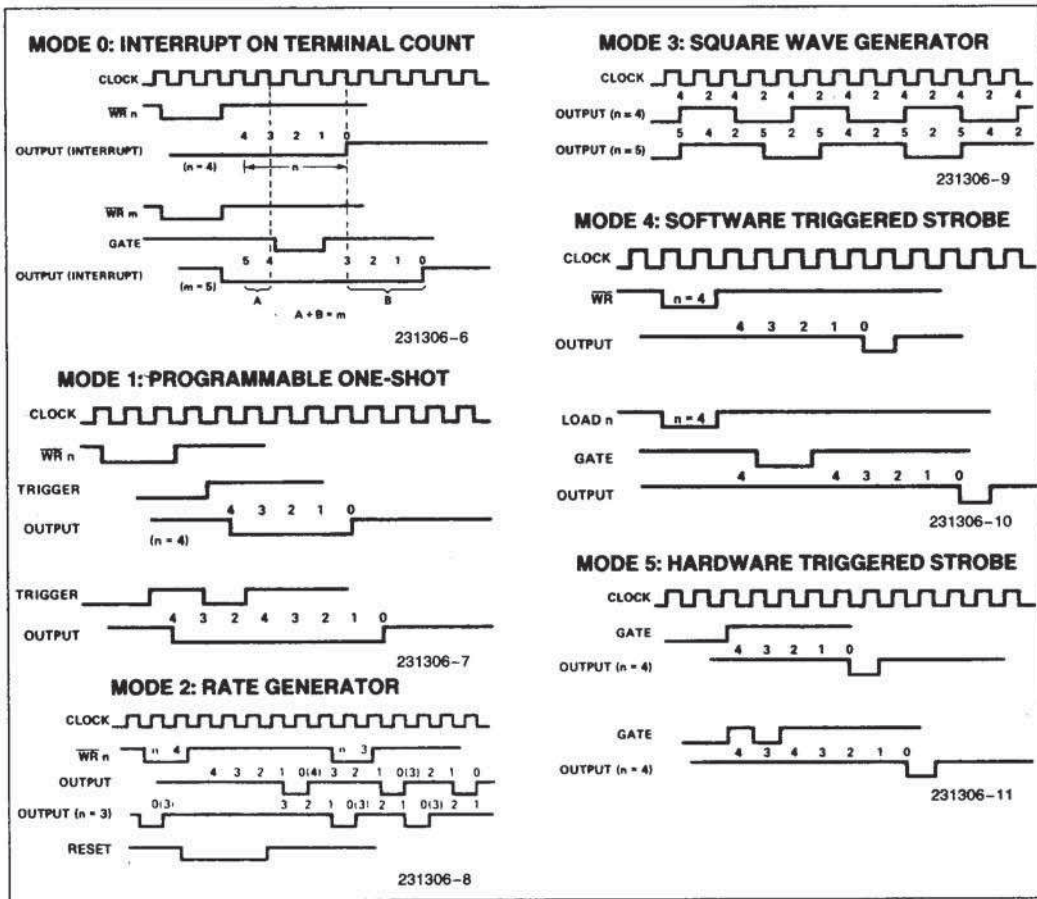 MODE 0: INTERRUPT ON TERMINAL COUNT
CLOCK
WR n
4 3 2 1 0
OUTPUT (INTERRUPT)
(n = 4)
n
WR m
GATE
5 4 3 2 1 0
OUTPUT (INTERRUPT)
(m = 5)
A B
A + B = m
231306-6
MODE 1: PROGRAMMABLE ONE-SHOT
CLOCK
WR n
TRIGGER
4 3 2 1 0
OUTPUT
(n = 4)
TRIGGER
4 3 2 4 3 2 1 0
OUTPUT
231306-7
MODE 2: RATE GENERATOR
CLOCK
WR n
n 4 n 3
4 3 2 1 0(4) 3 2 1 0(3) 2 1 0
OUTPUT
0(3) 3 2 1 0(3) 2 1 0(3) 2 1
OUTPUT (n = 3)
RESET
231306-8
MODE 3: SQUARE WAVE GENERATOR
CLOCK
4 2 4 2 4 2 4 2 4 2 4 2 4
OUTPUT (n = 4)
5 4 2 5 2 5 4 2 5 2 5 4 2
OUTPUT (n = 5)
231306-9
MODE 4: SOFTWARE TRIGGERED STROBE
CLOCK
WR
n = 4
4 3 2 1 0
OUTPUT
LOAD n
n = 4
GATE
4 4 3 2 1 0
OUTPUT
231306-10
MODE 5: HARDWARE TRIGGERED STROBE
CLOCK
GATE
4 3 2 1 0
OUTPUT (n = 4)
GATE
4 3 4 3 2 1 0
OUTPUT (n = 4)
231306-11